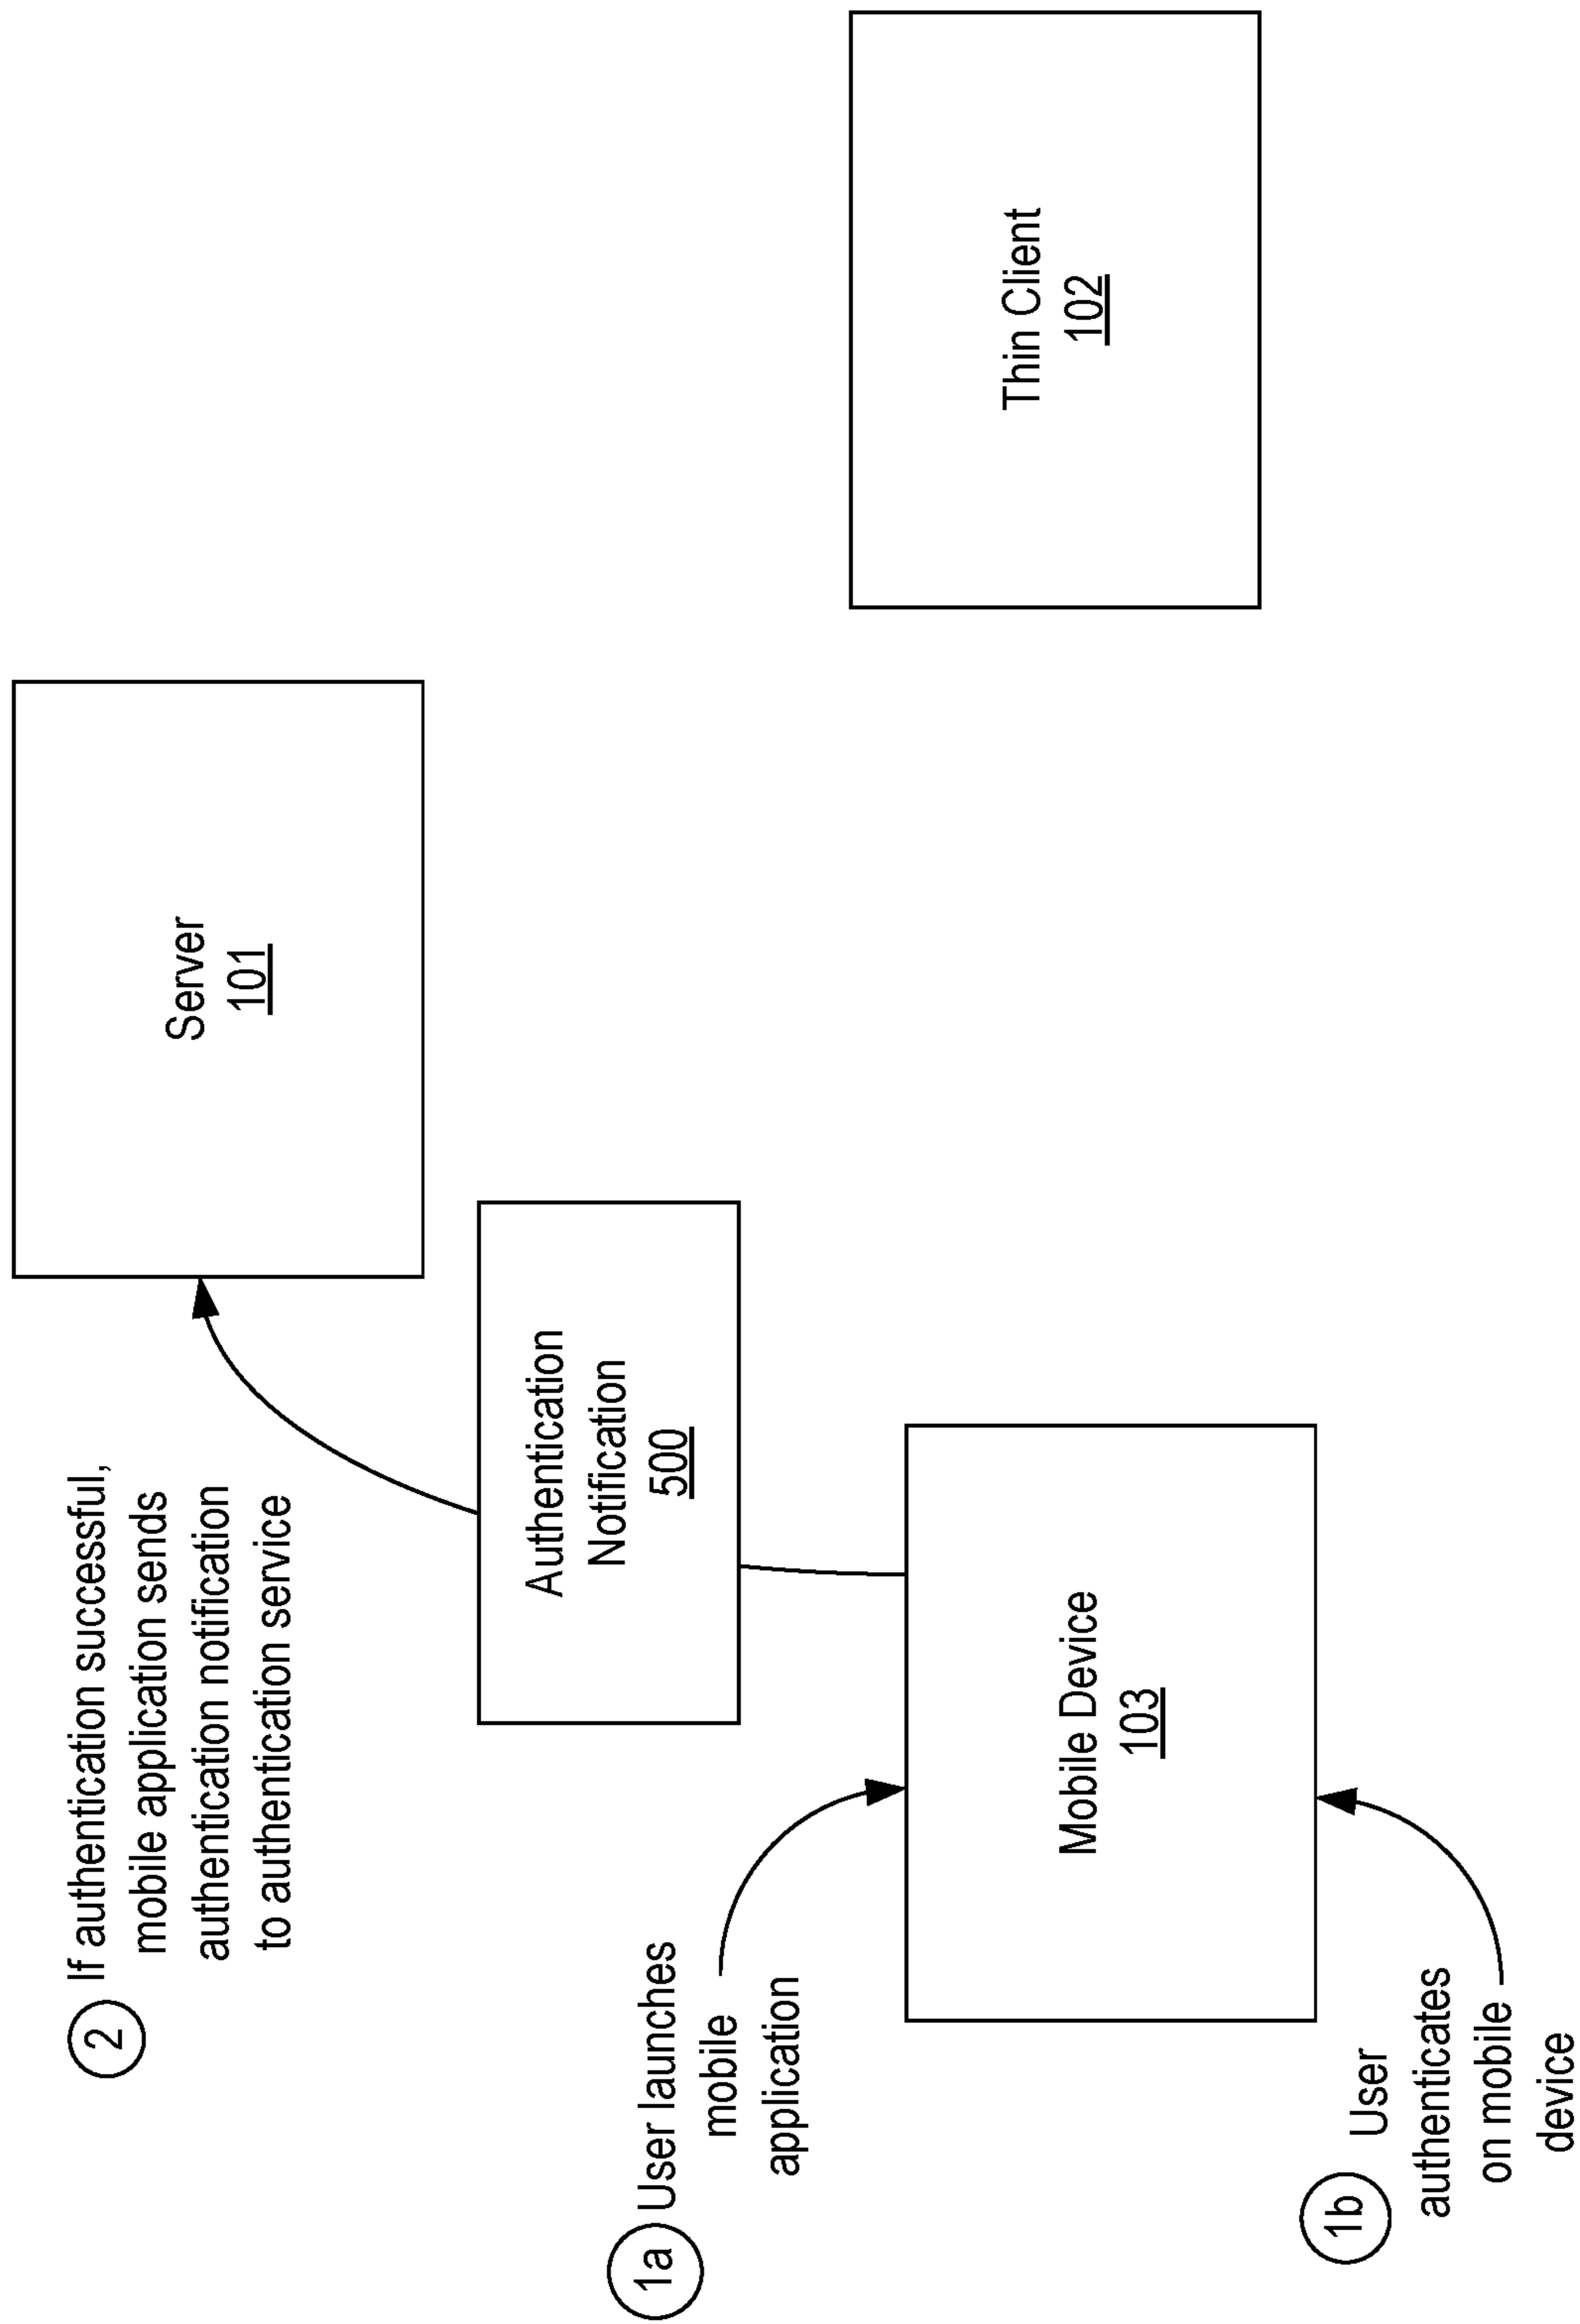 2
If authentication successful,
mobile application sends
authentication notification
to authentication service
Server
101
Authentication
Notification
500
1a
User launches
mobile
application
Mobile Device
103
Thin Client
102
1b
User
authenticates
on mobile
device